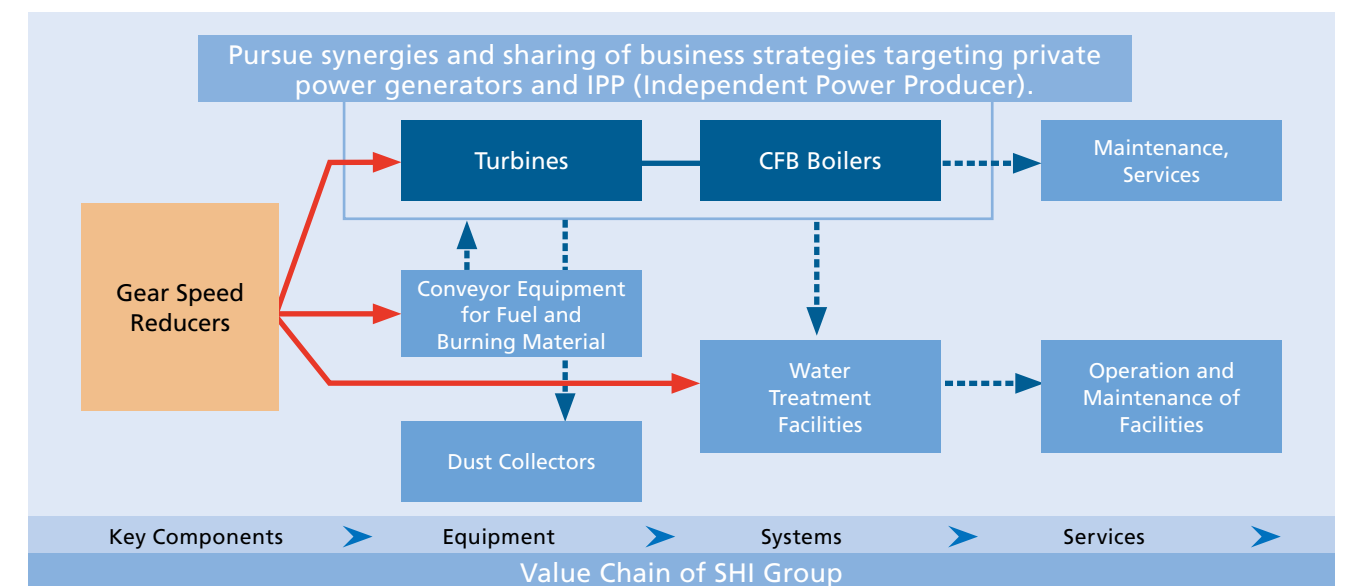 Pursue synergies and sharing of business strategies targeting private
power generators and IPP (Independent Power Producer).
Turbines
CFB Boilers
Maintenance,
Services
Gear Speed
Reducers
Conveyor Equipment
for Fuel and
Burning Material
Water
Treatment
Facilities
Operation and
Maintenance of
Facilities
Dust Collectors
Key Components
Equipment
Systems
Services
Value Chain of SHI Group